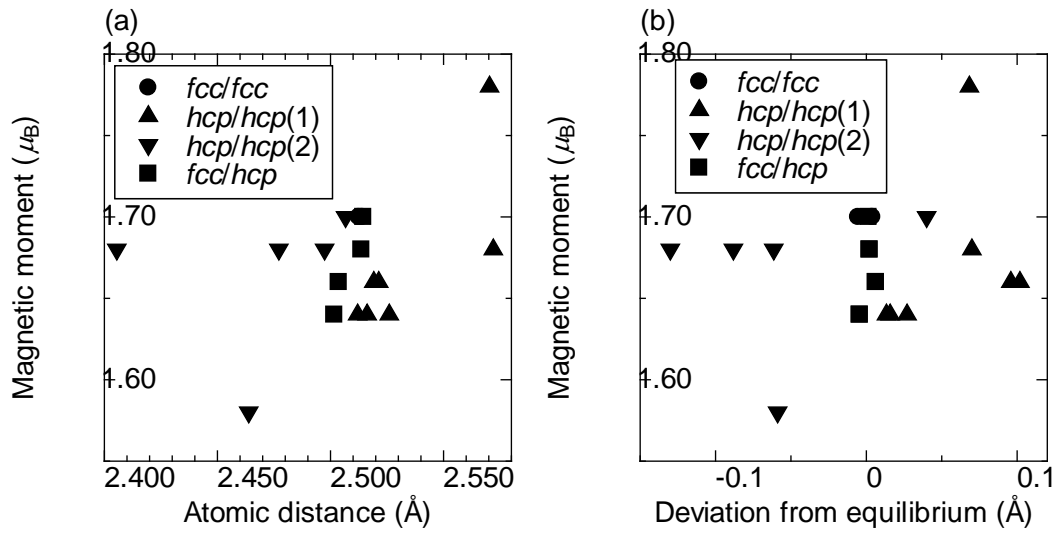 (a)
Magnetic moment (μB)
1.80
1.70
1.60
fcc/fcc
hcp/hcp(1)
hcp/hcp(2)
fcc/hcp
2.400 2.450 2.500 2.550
Atomic distance (Å)
(b)
Magnetic moment (μB)
1.80
1.70
1.60
fcc/fcc
hcp/hcp(1)
hcp/hcp(2)
fcc/hcp
-0.1 0 0.1
Deviation from equilibrium (Å)